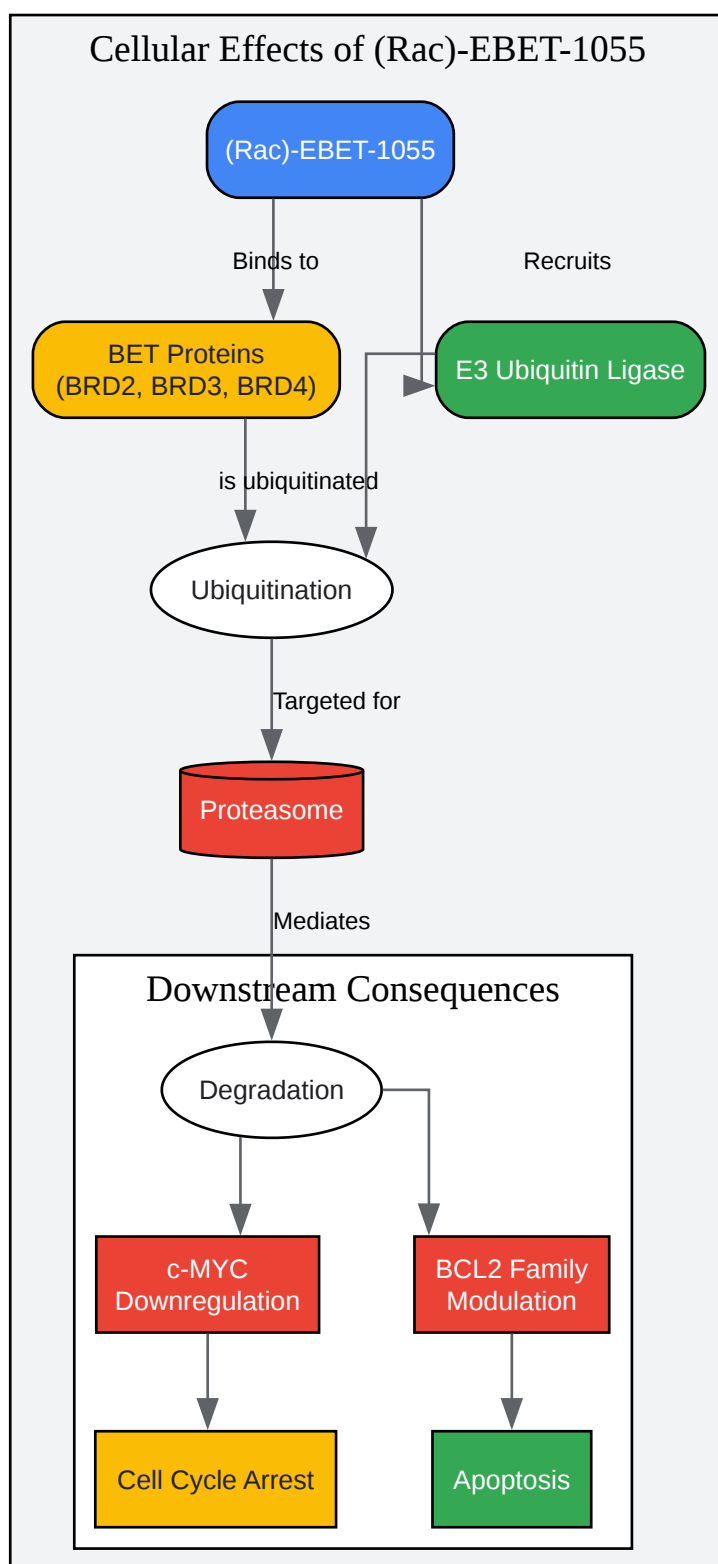 Cellular Effects of (Rac)-EBET-1055
(Rac)-EBET-1055
Binds to
Recruits
BET Proteins
(BRD2, BRD3, BRD4)
E3 Ubiquitin Ligase
is ubiquitinated
Ubiquitination
Targeted for
Proteasome
Mediates
Downstream Consequences
Degradation
c-MYC
Downregulation
BCL2 Family
Modulation
Cell Cycle Arrest
Apoptosis